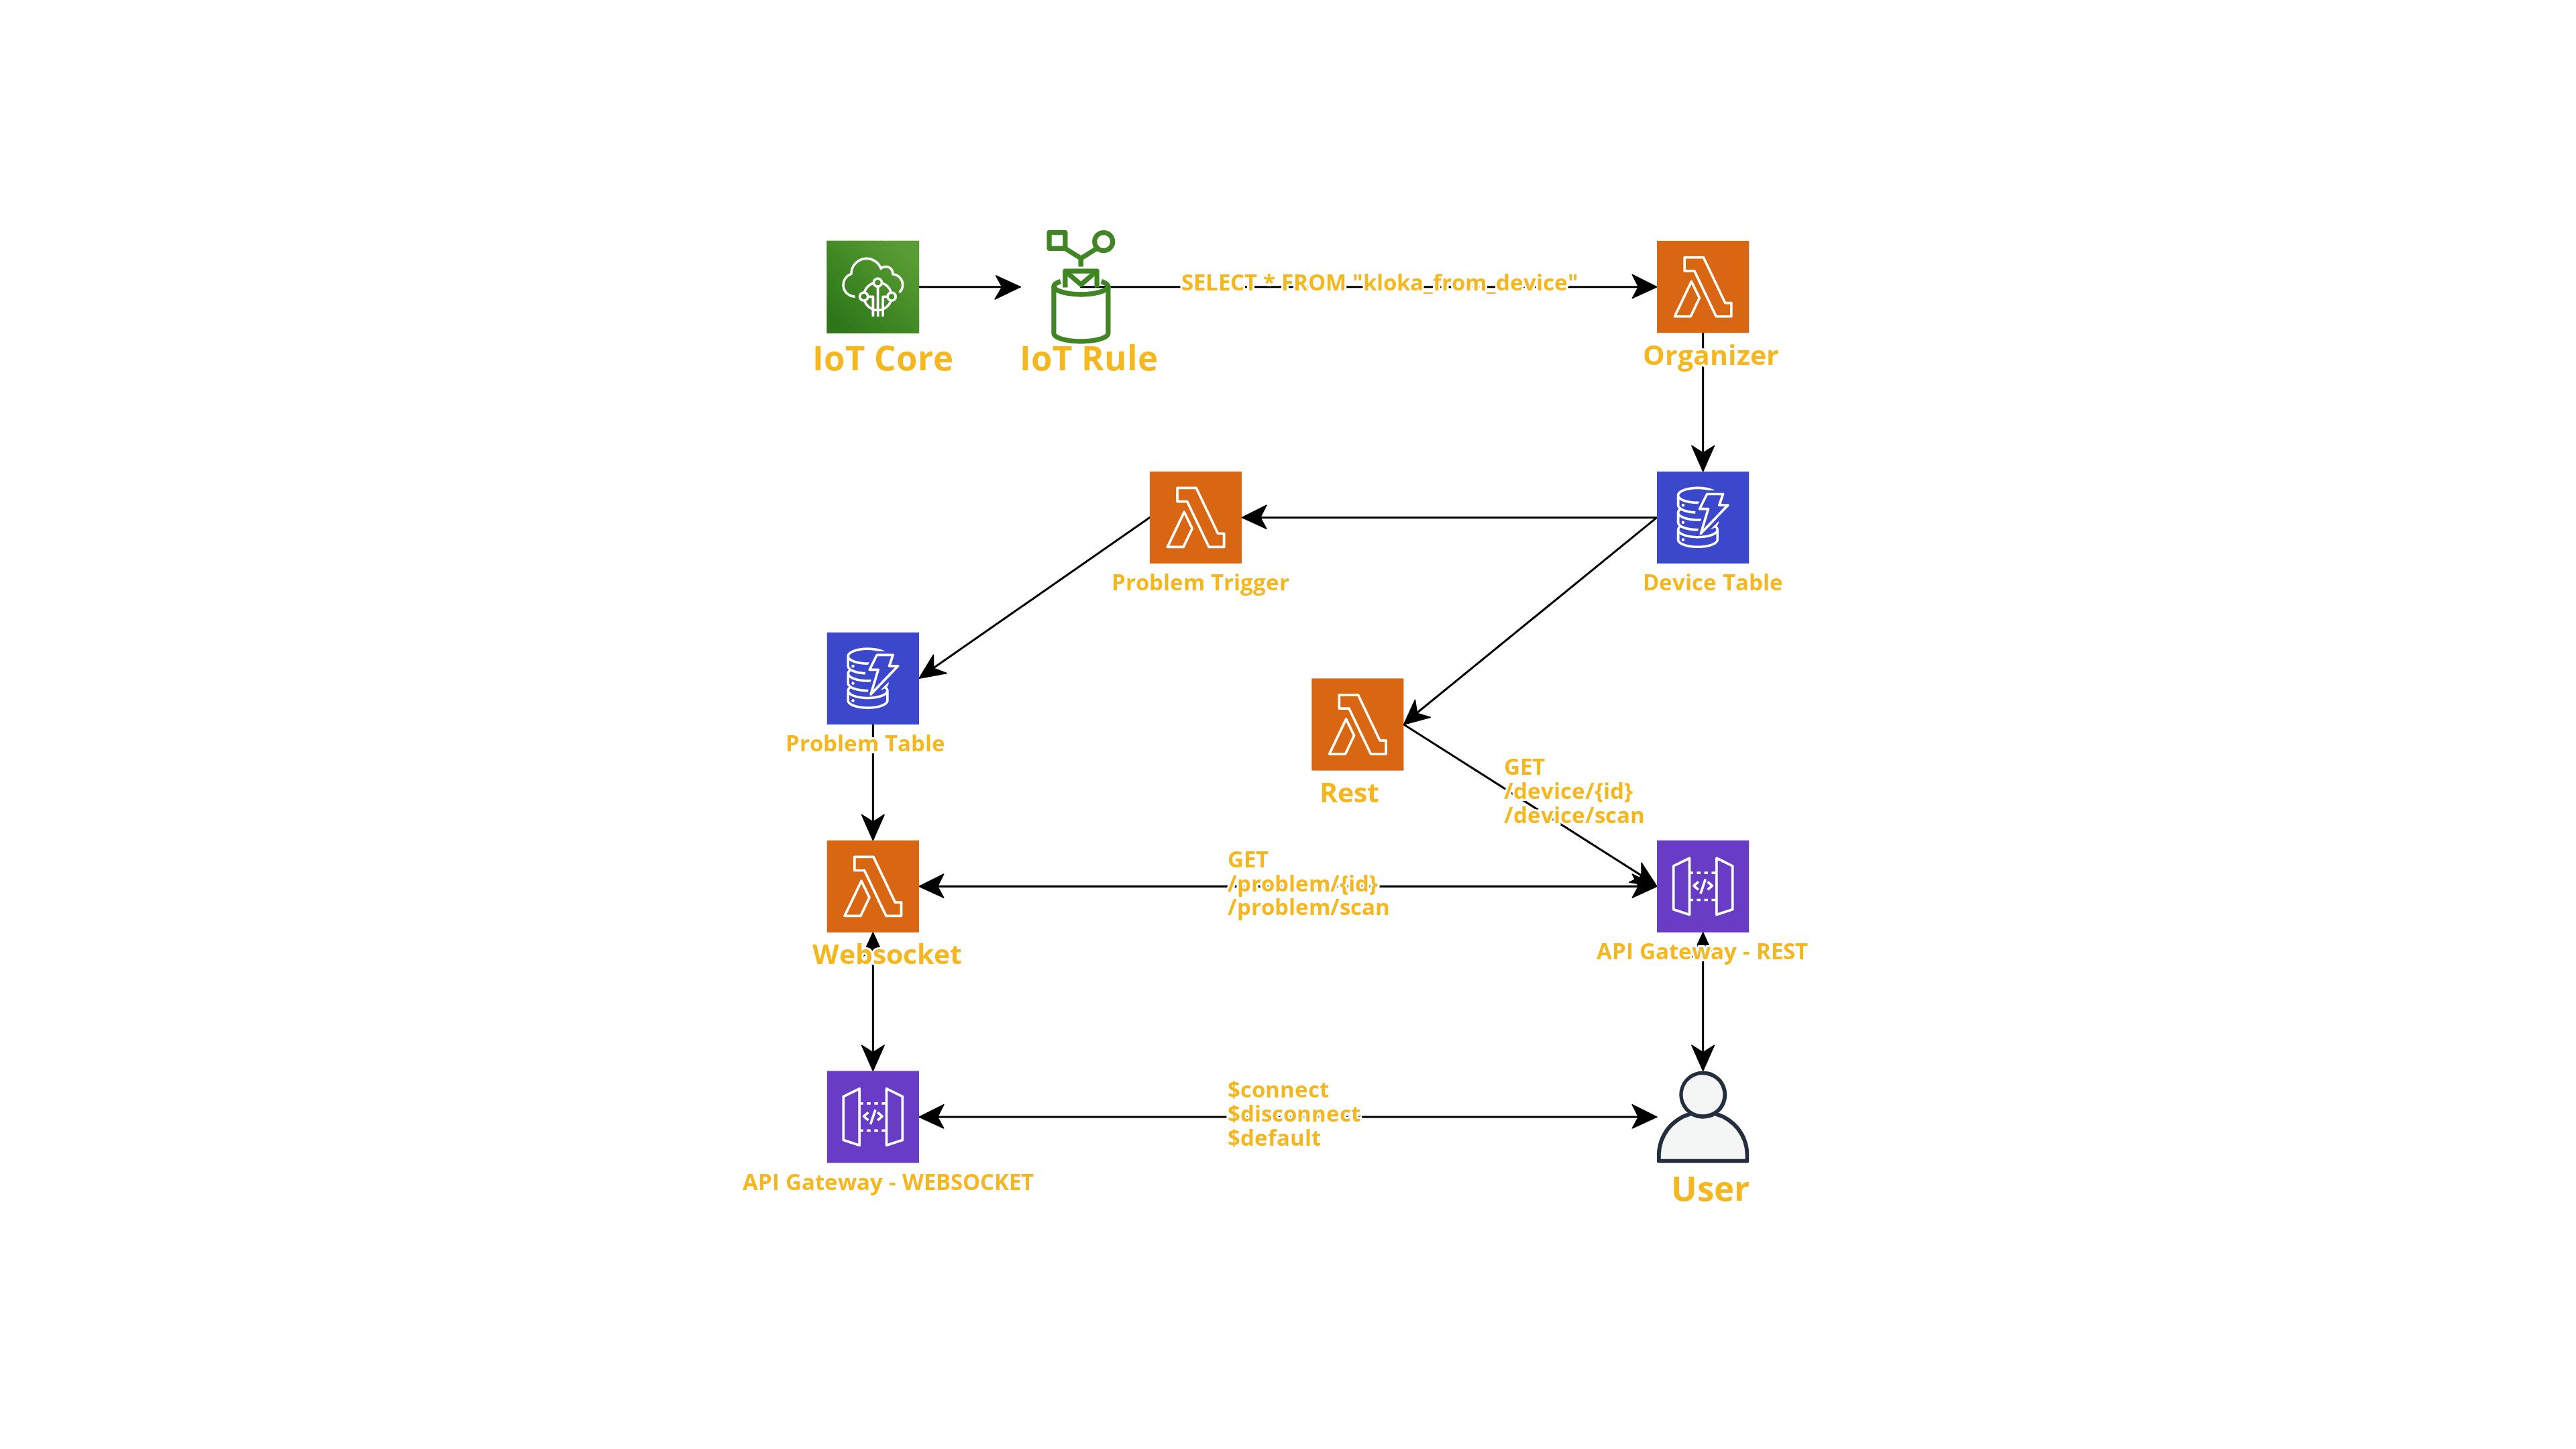 IoT Core
IoT Rule
SELECT * FROM "kloka_from_device"
Organizer
Problem Trigger
Device Table
Problem Table
Rest
GET
/device/{id}
/device/scan
GET
/problem/{id}
/problem/scan
Websocket
API Gateway - REST
$connect
$disconnect
$default
API Gateway - WEBSOCKET
User